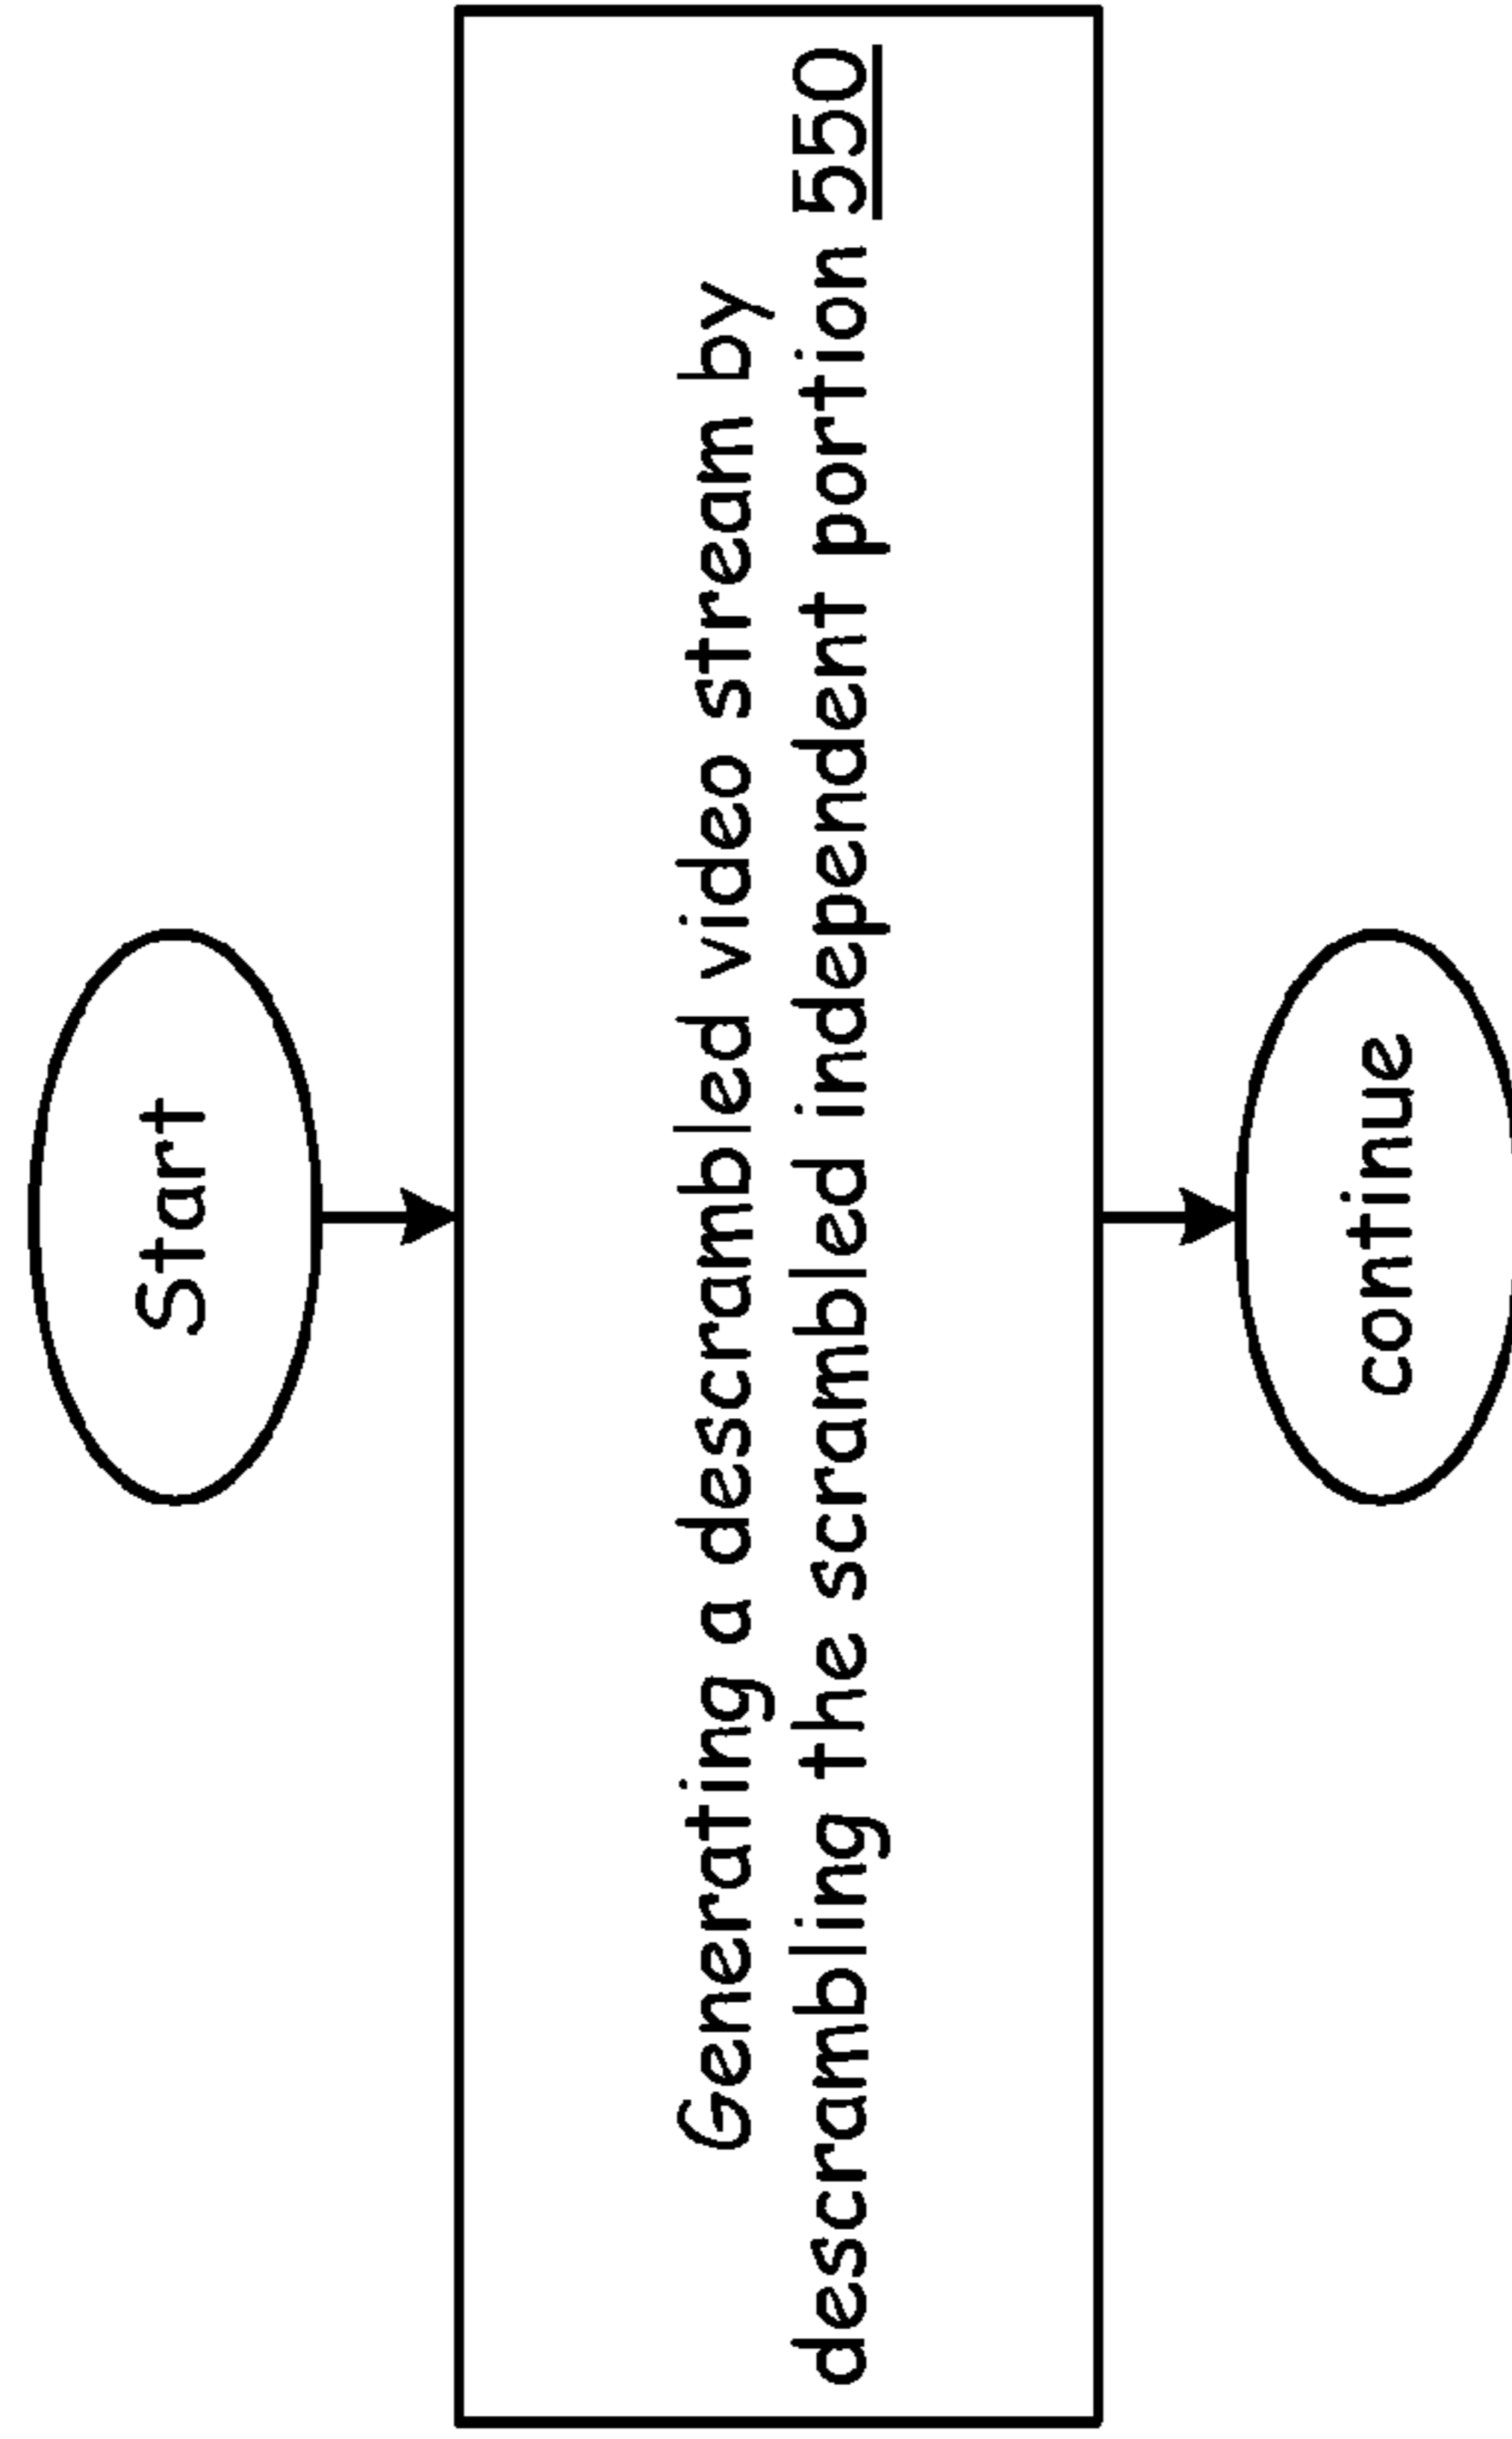 Start
Generating a descrambled video stream by
descrambling the scrambled independent portion 550
continue